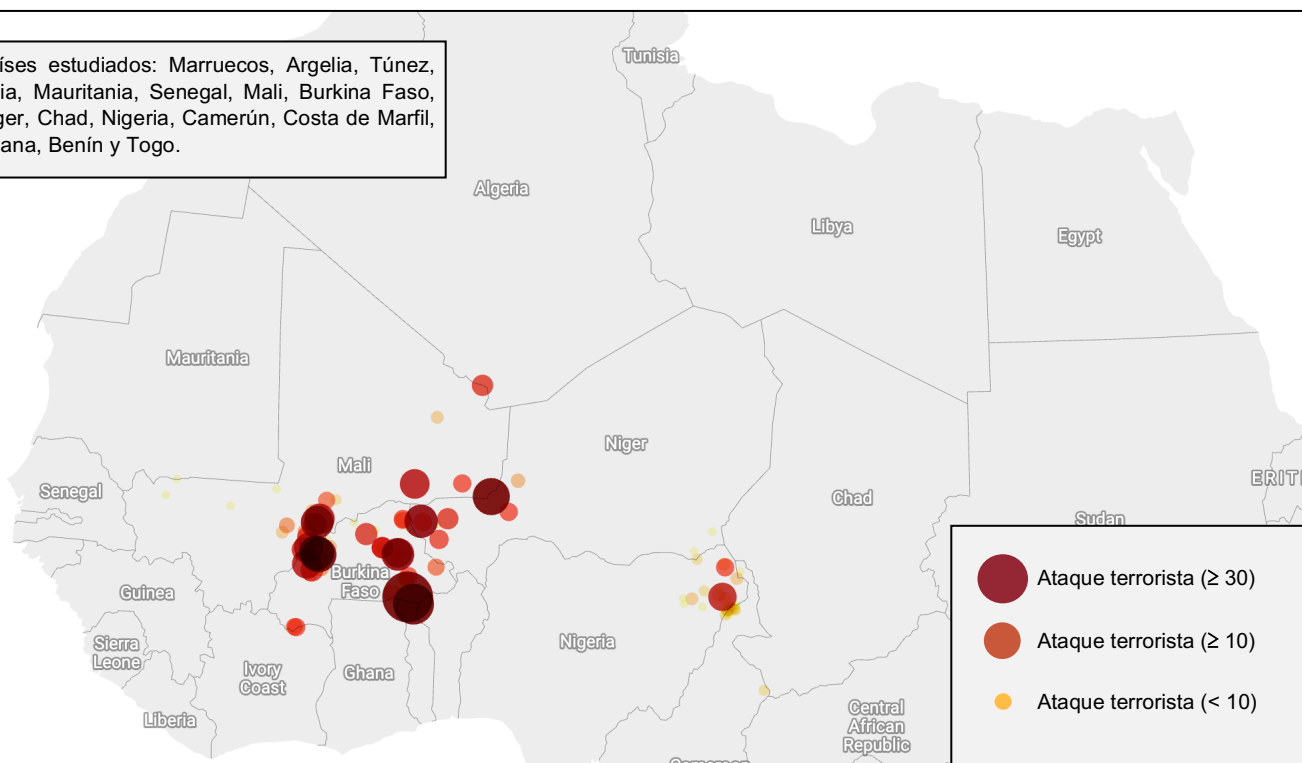 íses estudiados: Marruecos, Argelia, Túnez,
ia, Mauritania, Senegal, Mali, Burkina Faso,
ger, Chad, Nigeria, Camerún, Costa de Marfil,
ana, Benín y Togo.
Tunisia
Algeria
Libya
Egypt
Mauritania
Niger
Mali
Senegal
Chad
ERIT
Sudan
Burkina
Faso
Guinea
Sierra
Leone
Nigeria
Ivory
Coast
Ghana
Liberia
Central
African
Republic
Cameroon
Ataque terrorista (≥ 30)
Ataque terrorista (≥ 10)
Ataque terrorista (< 10)